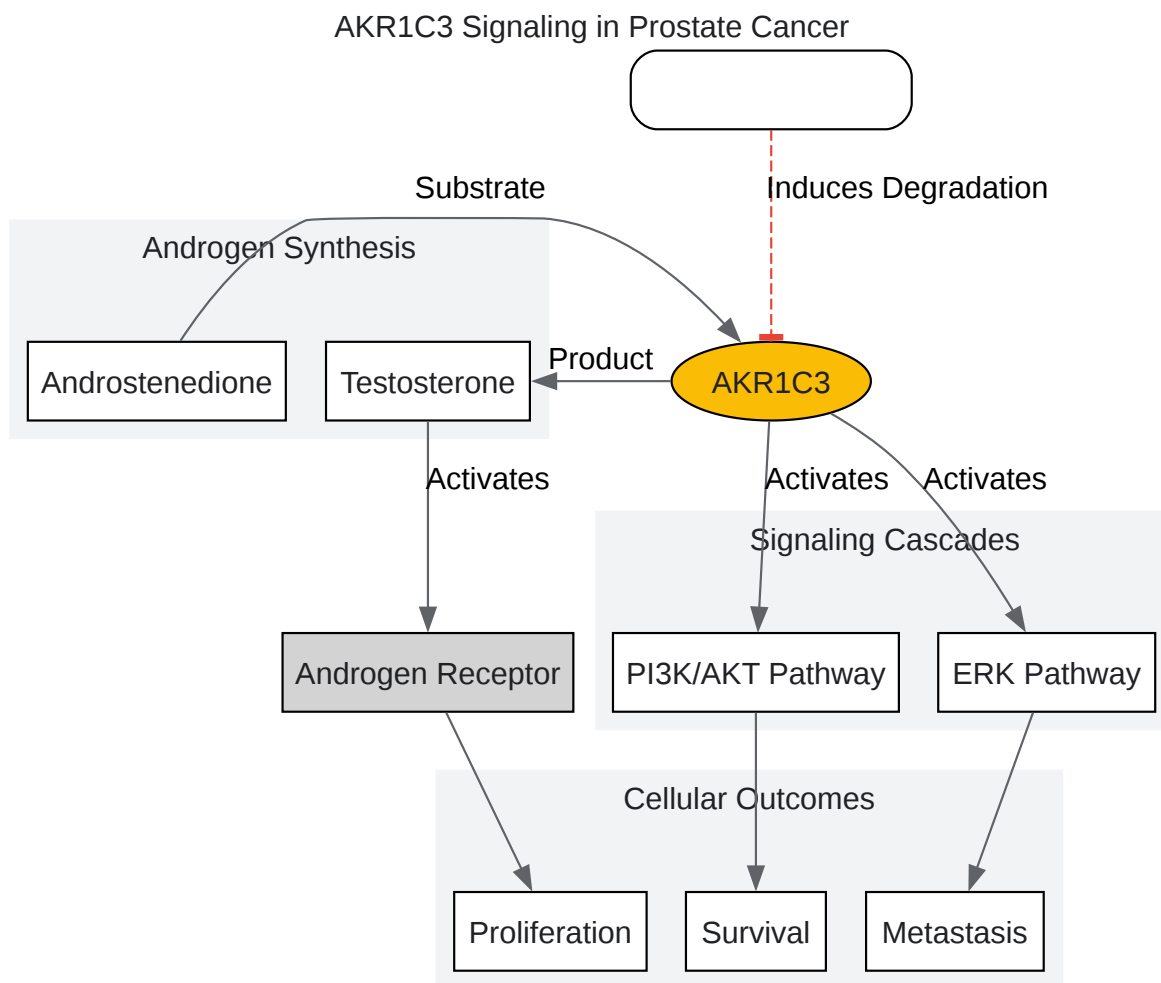 AKR1C3 Signaling in Prostate Cancer
Substrate
Induces Degradation
Androgen Synthesis
Androstenedione
Testosterone
Product
AKR1C3
Activates
Activates
Activates
Signaling Cascades
Androgen Receptor
PI3K/AKT Pathway
ERK Pathway
Cellular Outcomes
Proliferation
Survival
Metastasis